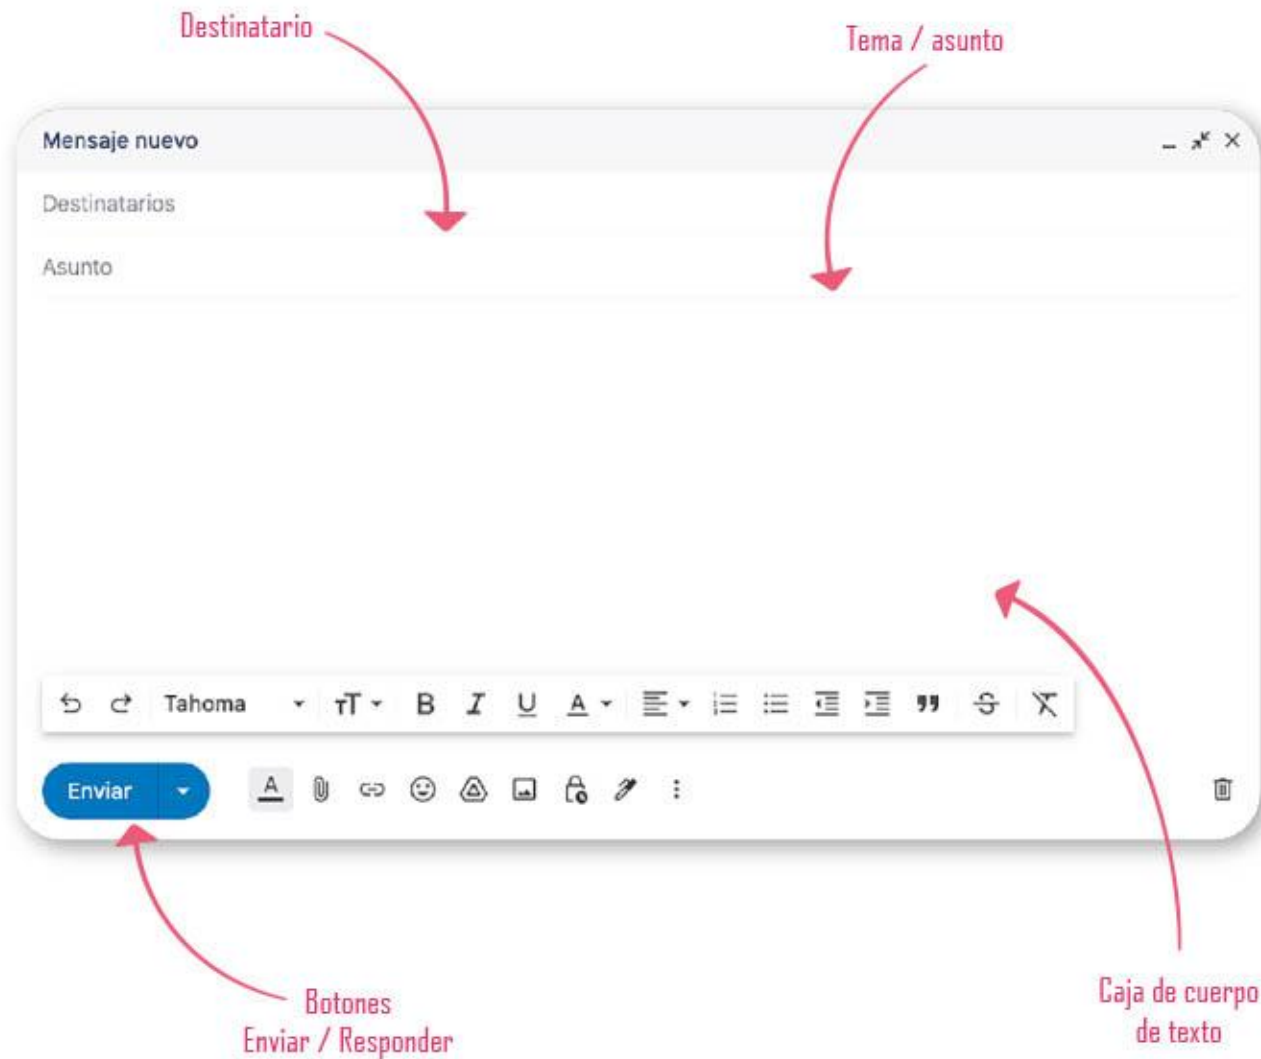 Destinatario
Tema / asunto
Mensaje nuevo
Destinatarios
Asunto
Tahoma
Enviar
Botones
Enviar / Responder
Caja de cuerpo
de texto